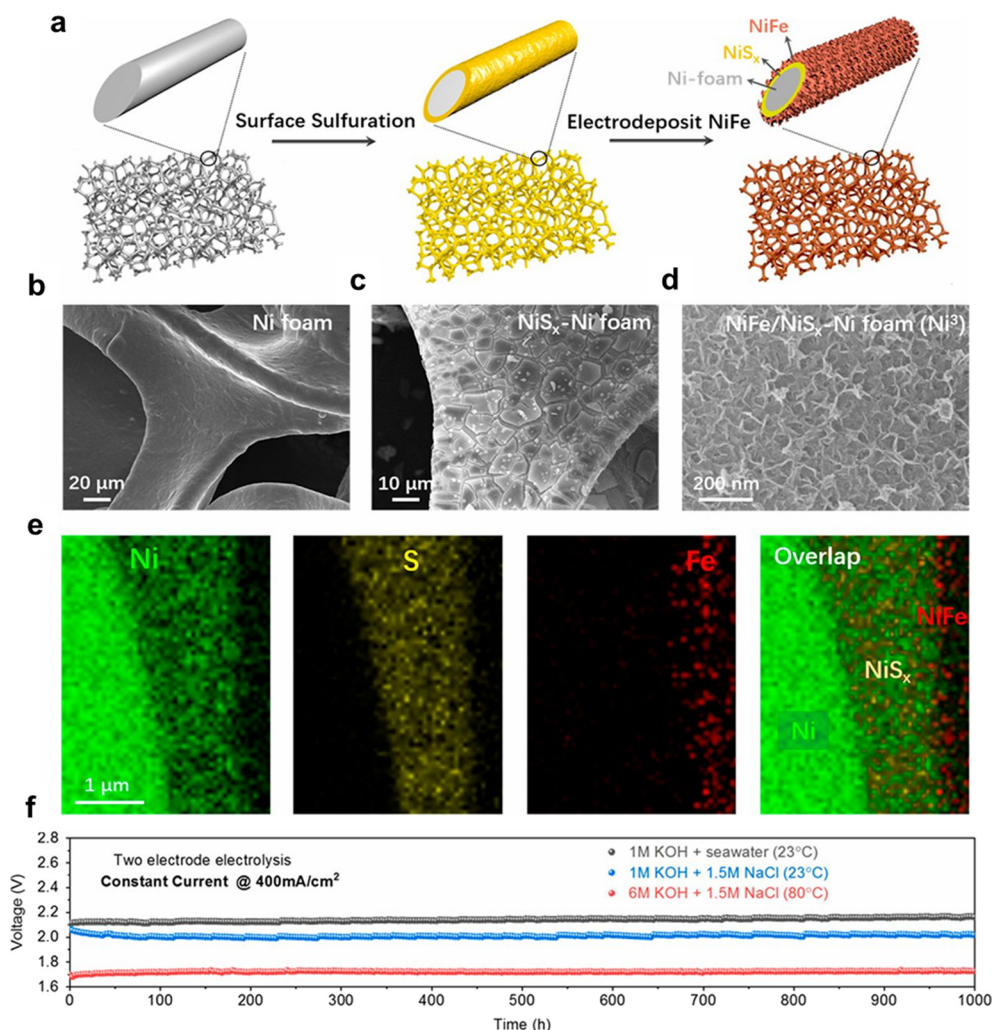 a
NiFe
NiSₓ
Ni-foam
Surface Sulfuration
Electrodeposit NiFe
b
c
d
Ni foam
NiSₓ-Ni foam
NiFe/NiSₓ-Ni foam (Ni³)
20 μm
10 μm
200 nm
e
Ni
S
Fe
Overlap
NiFe
NiSₓ
Ni
1 μm
f
2.8
2.6
2.4
2.2
2.0
1.8
1.6
Voltage (V)
Two electrode electrolysis
Constant Current @ 400mA/cm²
1M KOH + seawater (23°C)
1M KOH + 1.5M NaCl (23°C)
6M KOH + 1.5M NaCl (80°C)
0 100 200 300 400 500 600 700 800 900 1000
Time (h)